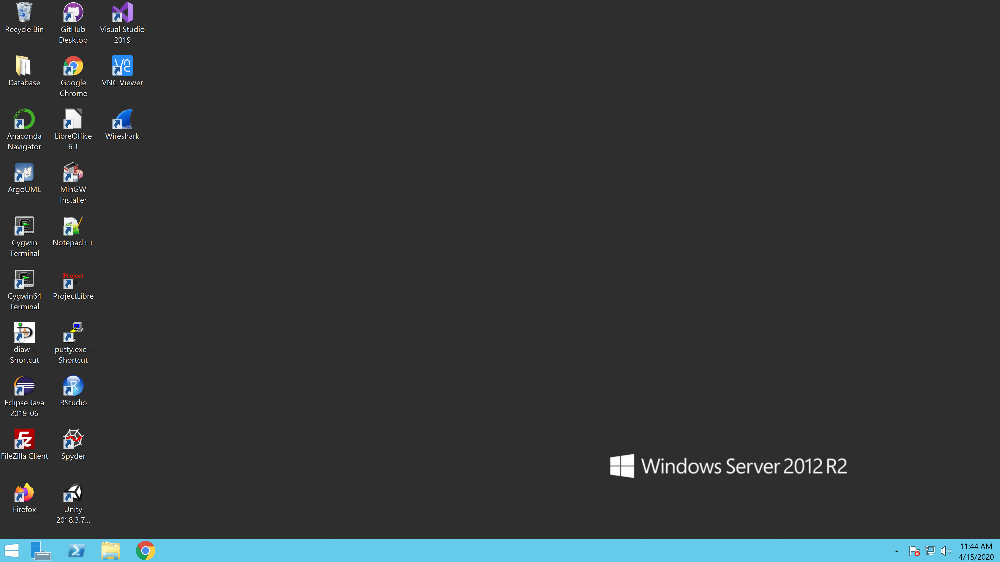 Recycle Bin
GitHub
Desktop
Visual Studio
2019
Database
Google
Chrome
VNC Viewer
Anaconda
Navigator
LibreOffice
6.1
Wireshark
ArgoUML
MinGW
Installer
Cygwin
Terminal
Notepad++
Cygwin64
Terminal
Project
ProjectLibre
diaw -
Shortcut
putty.exe -
Shortcut
Eclipse Java
2019-06
RStudio
FileZilla Client
Spyder
Firefox
Unity
2018.3.7...
Windows Server 2012 R2
11:44 AM
4/15/2020